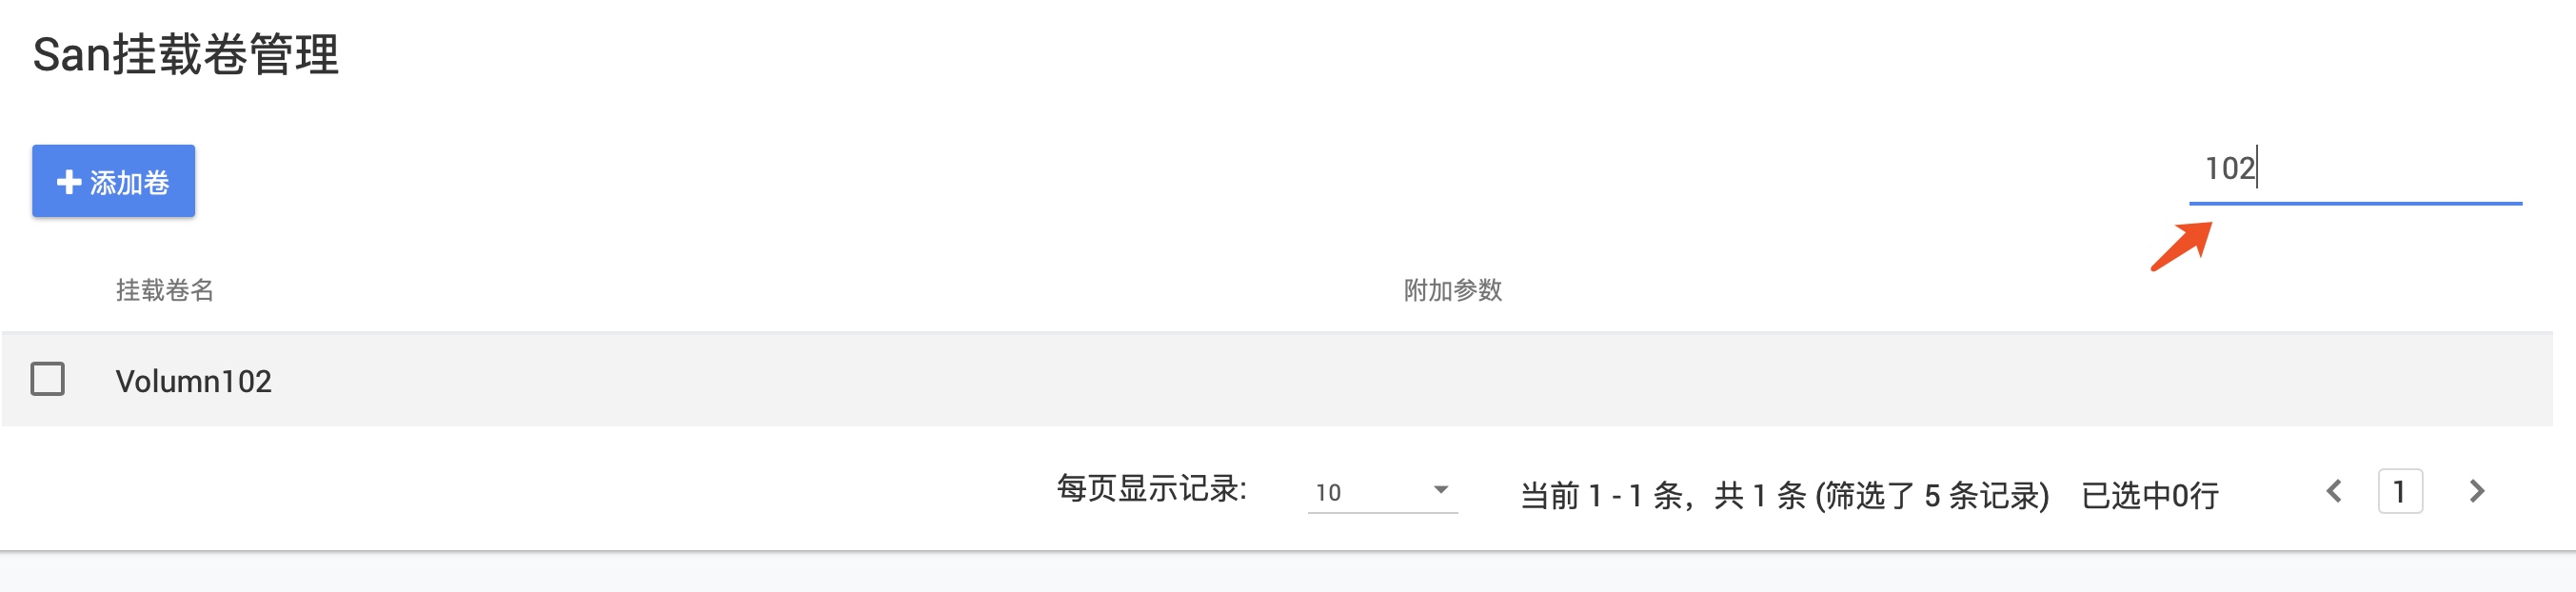 San挂载卷管理
添加卷
102
挂载卷名 附加参数
Volumn102
每页显示记录: 10 当前 1 - 1 条，共 1 条 (筛选了 5 条记录) 已选中0行 1